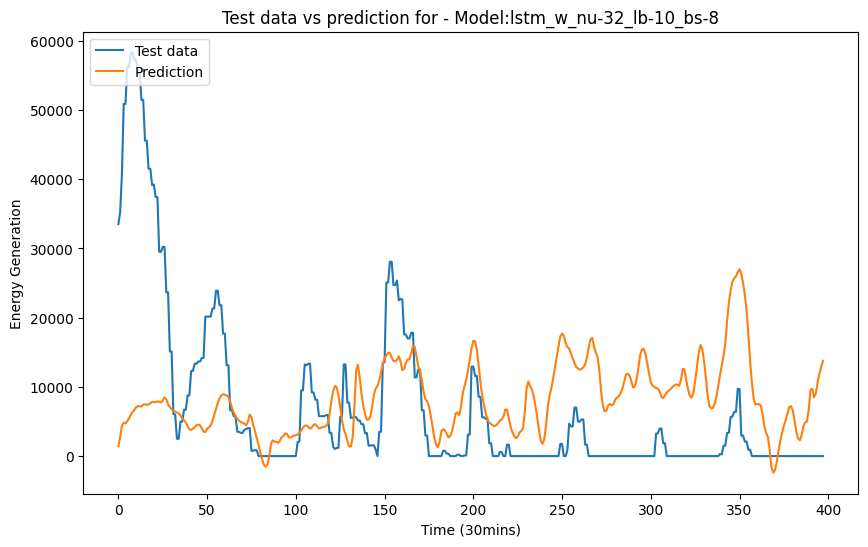 Test data vs prediction for - Model:lstm_w_nu-32_lb-10_bs-8
Test data
Prediction
60000
50000
40000
30000
20000
10000
0
Energy Generation
0 50 100 150 200 250 300 350 400
Time (30mins)